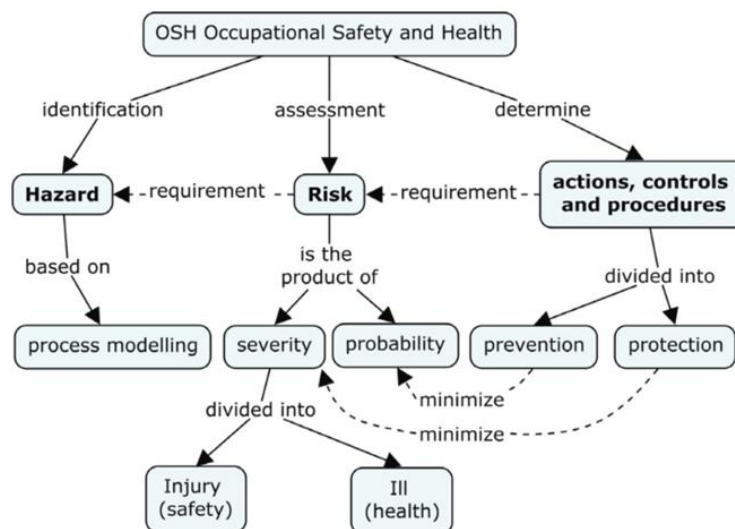 OSH Occupational Safety and Health
identification
assessment
determine
Hazard
requirement
Risk
requirement
actions, controls
and procedures
based on
is the
product of
divided into
process modelling
severity
probability
prevention
protection
minimize
divided into
minimize
Injury
(safety)
Ill
(health)